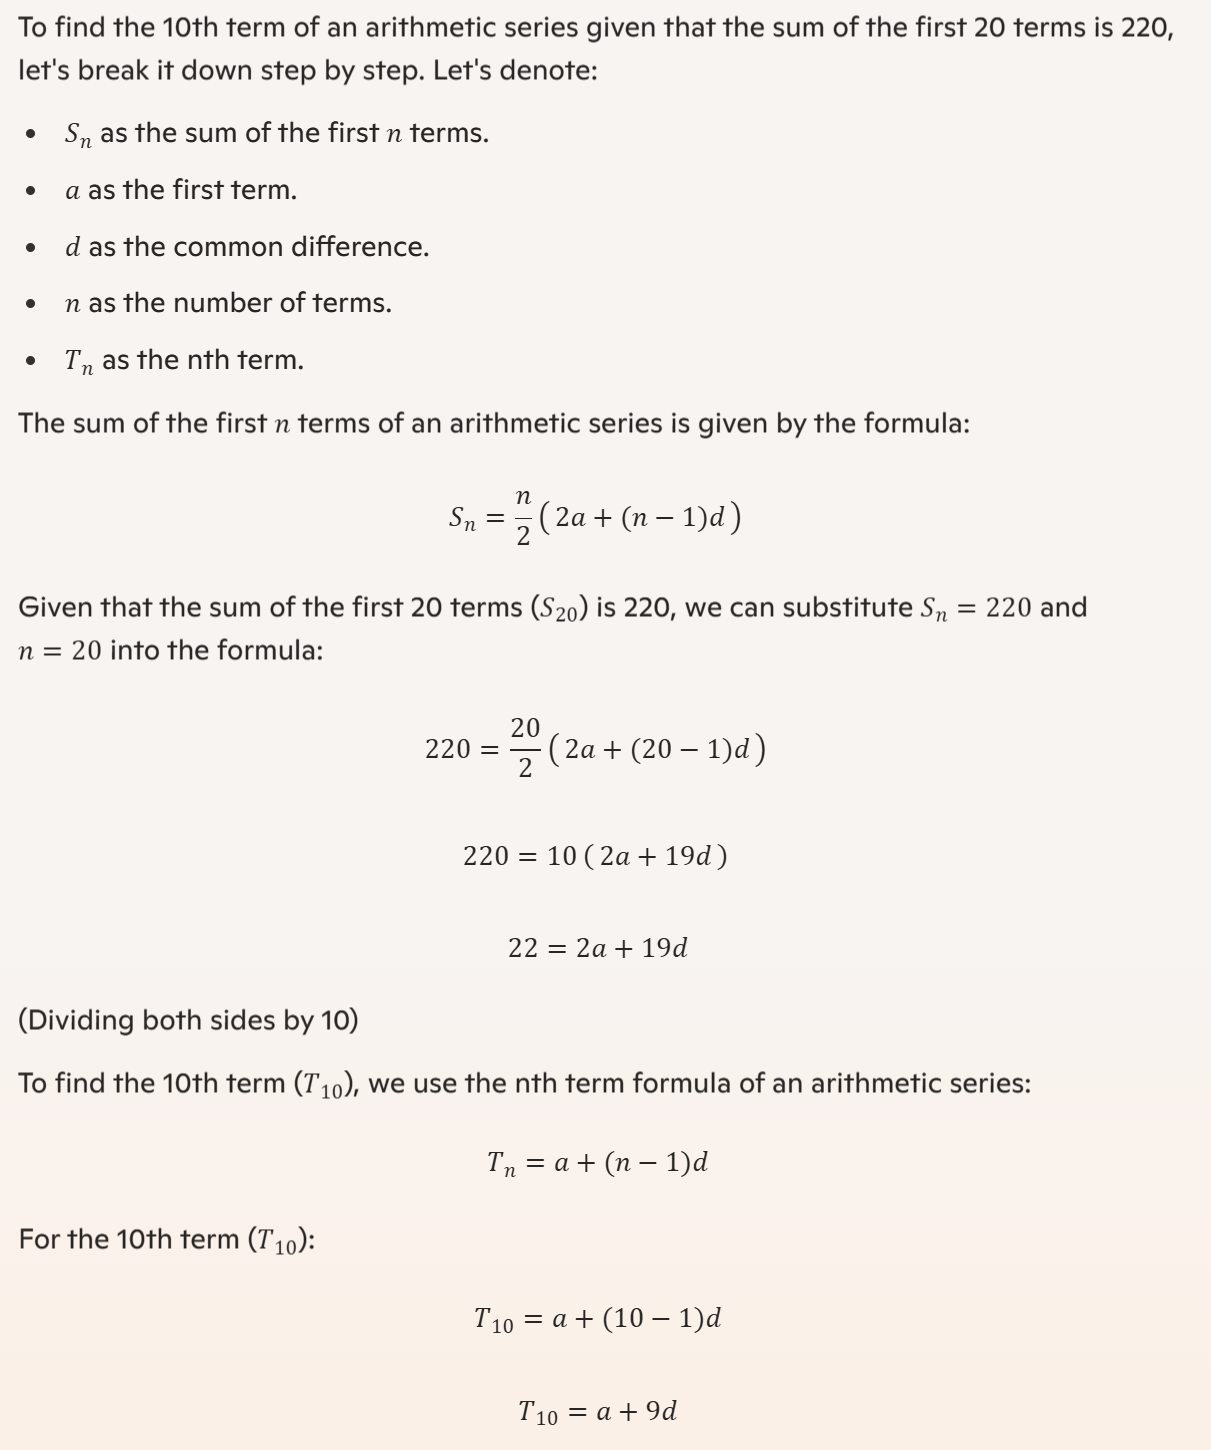 To find the 10th term of an arithmetic series given that the sum of the first 20 terms is 220,
let's break it down step by step. Let's denote:
• Sₙ as the sum of the first n terms.
• a as the first term.
• d as the common difference.
• n as the number of terms.
• Tₙ as the nth term.
The sum of the first n terms of an arithmetic series is given by the formula:
Sₙ = n/2 ( 2a + (n − 1)d )
Given that the sum of the first 20 terms (S₂₀) is 220, we can substitute Sₙ = 220 and
n = 20 into the formula:
220 = 20/2 ( 2a + (20 − 1)d )
220 = 10 ( 2a + 19d )
22 = 2a + 19d
(Dividing both sides by 10)
To find the 10th term (T₁₀), we use the nth term formula of an arithmetic series:
Tₙ = a + (n − 1)d
For the 10th term (T₁₀):
T₁₀ = a + (10 − 1)d
T₁₀ = a + 9d